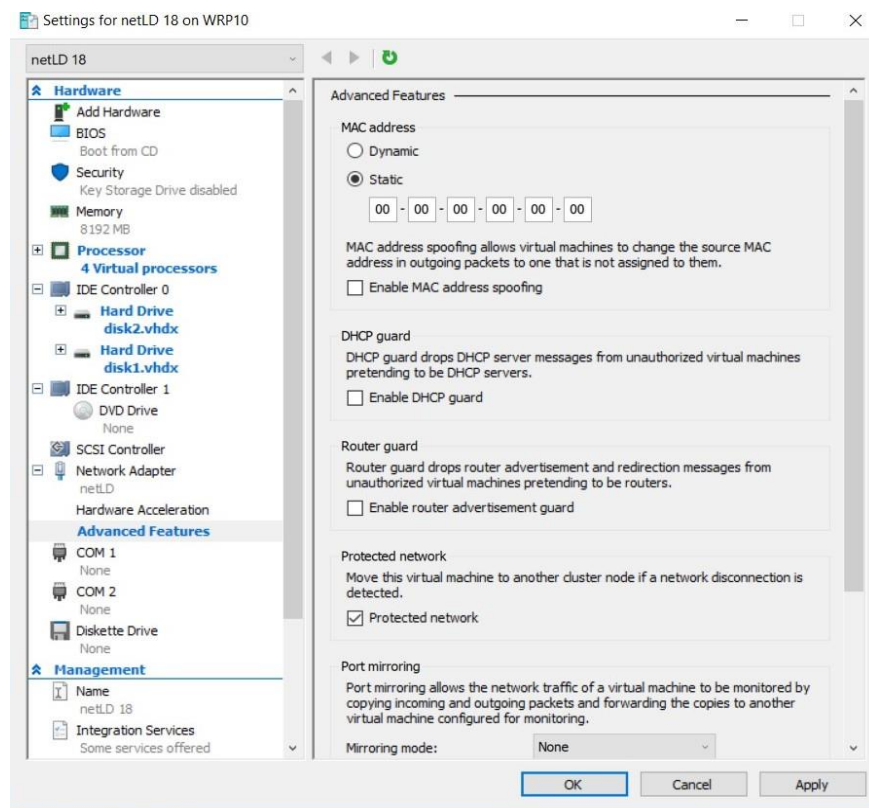 Settings for netLD 18 on WRP10
netLD 18
Hardware
Add Hardware
BIOS
Boot from CD
Security
Key Storage Drive disabled
Memory
8192 MB
Processor
4 Virtual processors
IDE Controller 0
Hard Drive
disk2.vhdx
Hard Drive
disk1.vhdx
IDE Controller 1
DVD Drive
None
SCSI Controller
Network Adapter
netLD
Hardware Acceleration
Advanced Features
COM 1
None
COM 2
None
Diskette Drive
None
Management
Name
netLD 18
Integration Services
Some services offered
Advanced Features
MAC address
Dynamic
Static
00 - 00 - 00 - 00 - 00 - 00
MAC address spoofing allows virtual machines to change the source MAC
address in outgoing packets to one that is not assigned to them.
Enable MAC address spoofing
DHCP guard
DHCP guard drops DHCP server messages from unauthorized virtual machines
pretending to be DHCP servers.
Enable DHCP guard
Router guard
Router guard drops router advertisement and redirection messages from
unauthorized virtual machines pretending to be routers.
Enable router advertisement guard
Protected network
Move this virtual machine to another cluster node if a network disconnection is
detected.
Protected network
Port mirroring
Port mirroring allows the network traffic of a virtual machine to be monitored by
copying incoming and outgoing packets and forwarding the copies to another
virtual machine configured for monitoring.
Mirroring mode: None
OK Cancel Apply